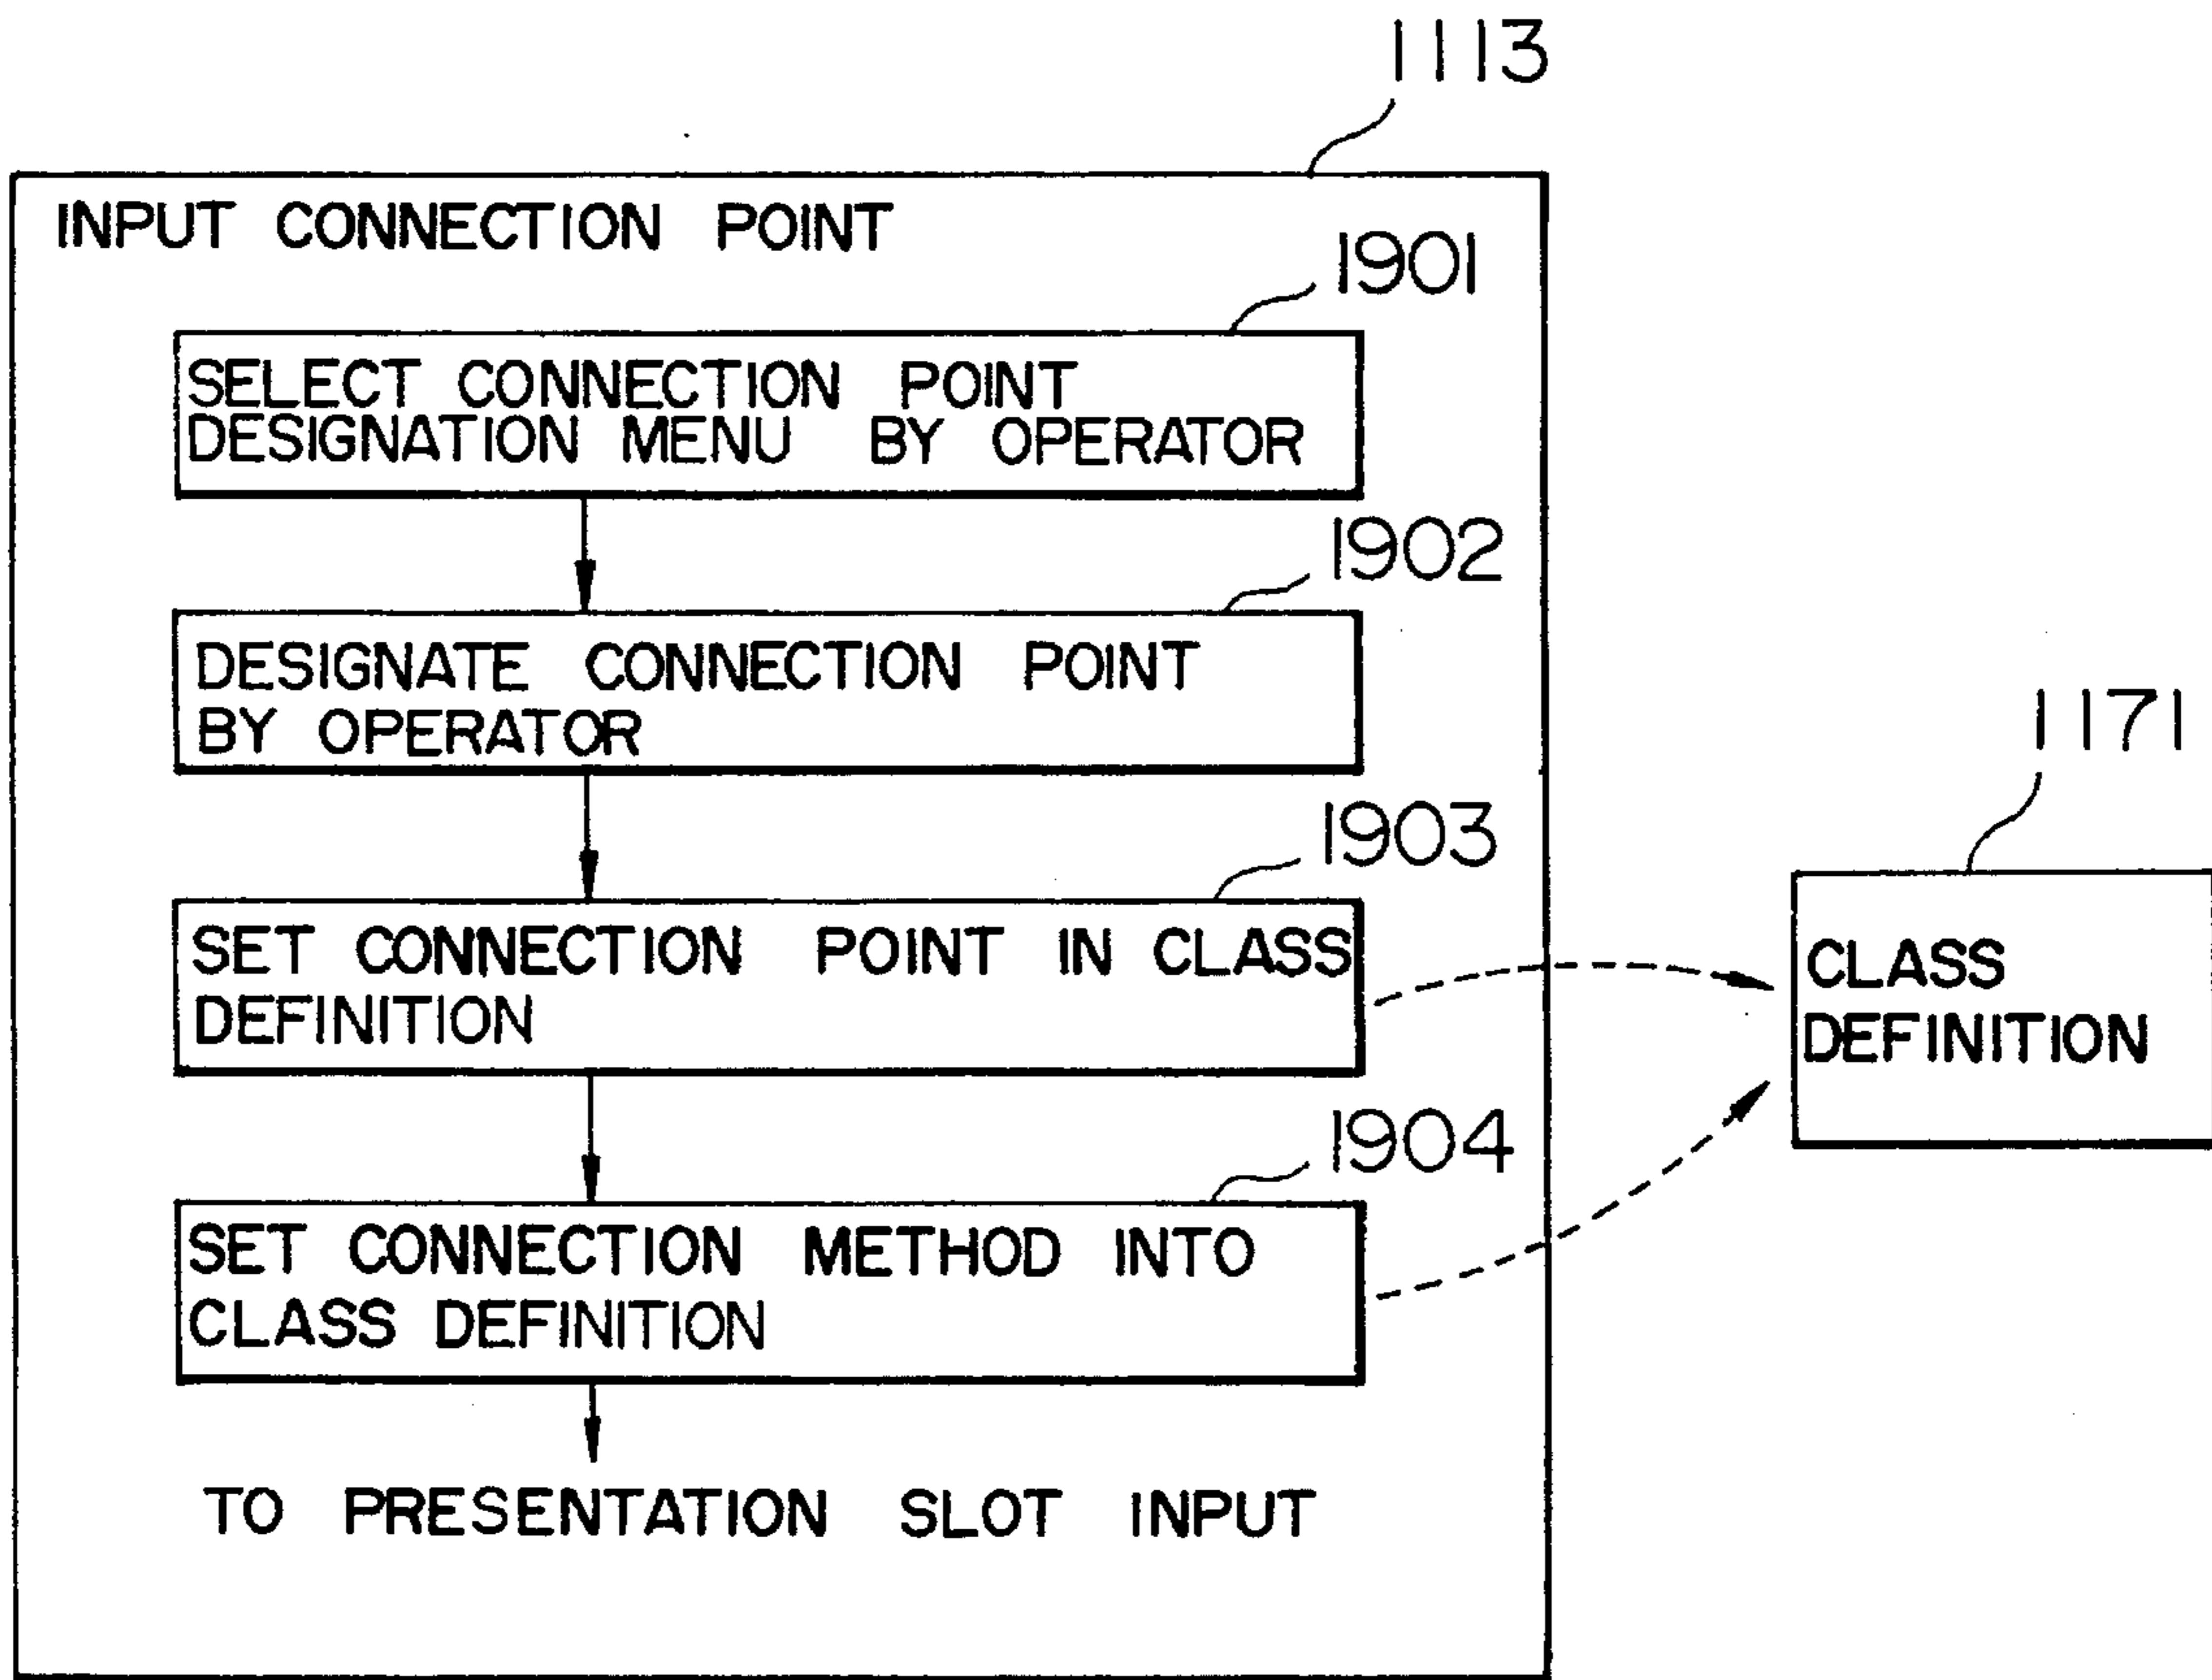 1113
INPUT CONNECTION POINT
1901
SELECT CONNECTION POINT
DESIGNATION MENU BY OPERATOR
1902
DESIGNATE CONNECTION POINT
BY OPERATOR
1903
SET CONNECTION POINT IN CLASS
DEFINITION
1171
CLASS
DEFINITION
1904
SET CONNECTION METHOD INTO
CLASS DEFINITION
TO PRESENTATION SLOT INPUT